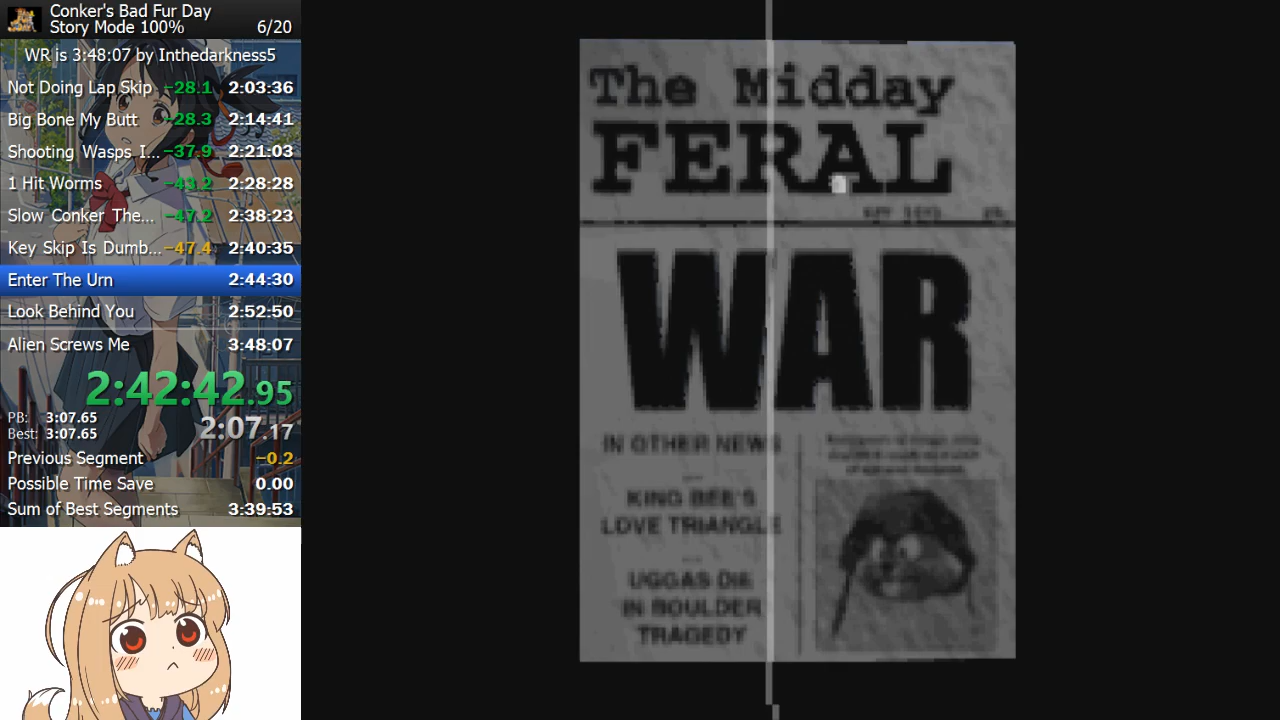 Conker's Bad Fur Day
Story Mode 100% 6/20
WR is 3:48:07 by Inthedarkness5
Not Doing Lap Skip −28.1 2:03:36
Big Bone My Butt −28.3 2:14:41
Shooting Wasps I... −37.9 2:21:03
1 Hit Worms −43.2 2:28:28
Slow Conker The... −47.2 2:38:23
Key Skip Is Dumb... −47.4 2:40:35
Enter The Urn 2:44:30
Look Behind You 2:52:50
Alien Screws Me 3:48:07
2:42:42.95
PB: 3:07.65
Best: 3:07.65
2:07.17
Previous Segment −0.2
Possible Time Save 0.00
Sum of Best Segments 3:39:53
The Midday
FERAL
WAR
IN OTHER NEWS
KING BEE'S
LOVE TRIANGLE
UGGAS DIE
IN BOULDER
TRAGEDY